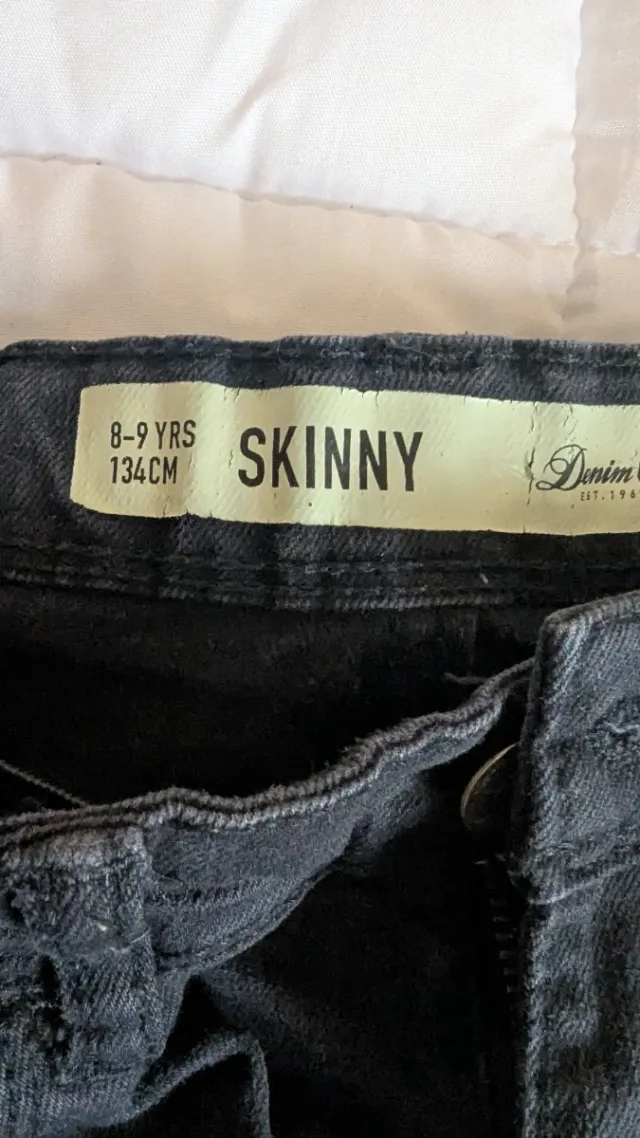 8-9 YRS
134CM
SKINNY
Denim
EST. 196